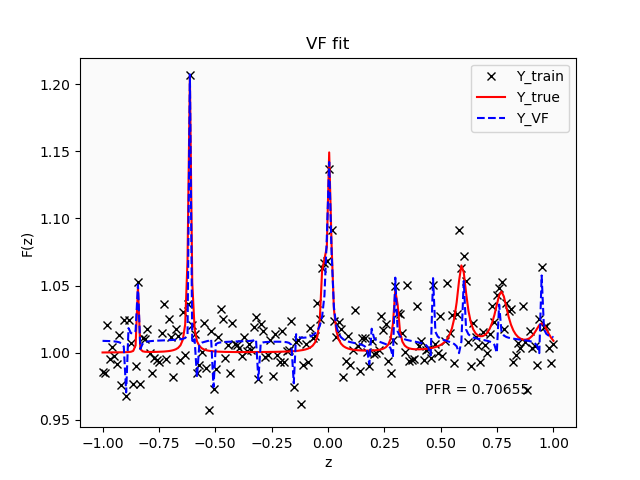 VF fit
Y_train
Y_true
Y_VF
1.20
1.15
1.10
1.05
1.00
0.95
F(z)
PFR = 0.70655
−1.00 −0.75 −0.50 −0.25 0.00 0.25 0.50 0.75 1.00
z